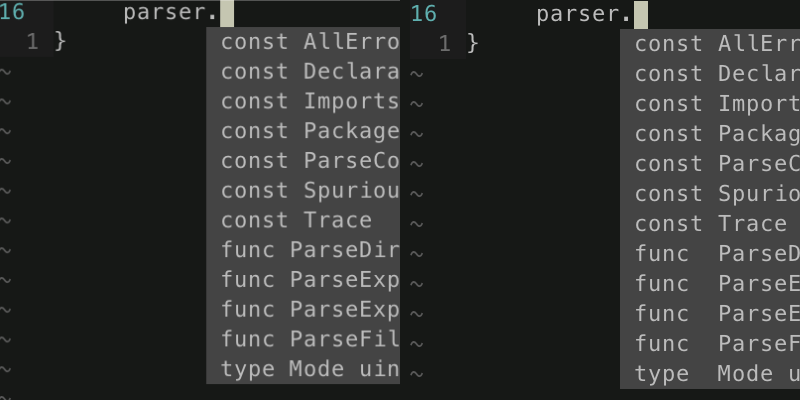 16 parser.
1 }
~ const AllErro
~ const Declara
~ const Imports
~ const Package
~ const ParseCo
~ const Spuriou
~ const Trace
~ func ParseDir
~ func ParseExp
~ func ParseExp
~ func ParseFil
~ type Mode uin
~
16 parser.
1 }
const AllErr
~ const Declar
~ const Import
~ const Packag
~ const ParseC
~ const Spurio
~ const Trace
~ func  ParseD
~ func  ParseE
~ func  ParseE
~ func  ParseF
~ type  Mode u